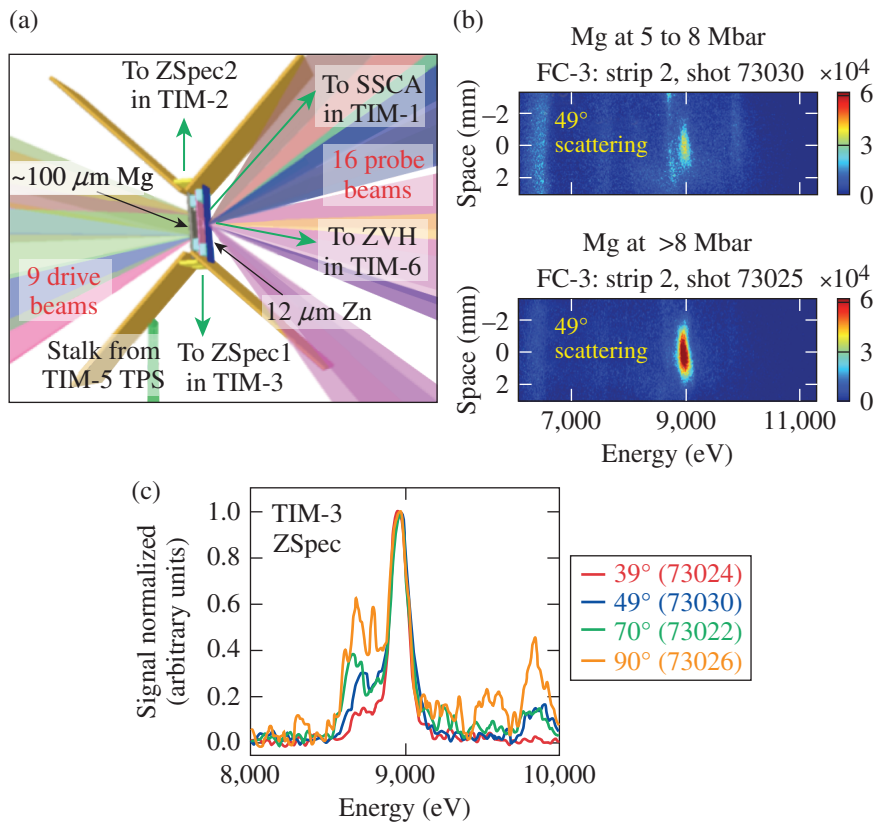 (a)
To ZSpec2
in TIM-2
To SSCA
in TIM-1
~100 μm Mg
16 probe
beams
To ZVH
in TIM-6
9 drive
beams
12 μm Zn
Stalk from
TIM-5 TPS
To ZSpec1
in TIM-3
(b)
Mg at 5 to 8 Mbar
FC-3: strip 2, shot 73030
×10⁴
Space (mm)
–2
0
2
49°
scattering
6
3
0
Mg at >8 Mbar
FC-3: strip 2, shot 73025
×10⁴
Space (mm)
–2
0
2
49°
scattering
6
3
0
7,000
9,000
11,000
Energy (eV)
(c)
Signal normalized
(arbitrary units)
1.0
0.8
0.6
0.4
0.2
0.0
TIM-3
ZSpec
8,000
9,000
10,000
Energy (eV)
39° (73024)
49° (73030)
70° (73022)
90° (73026)